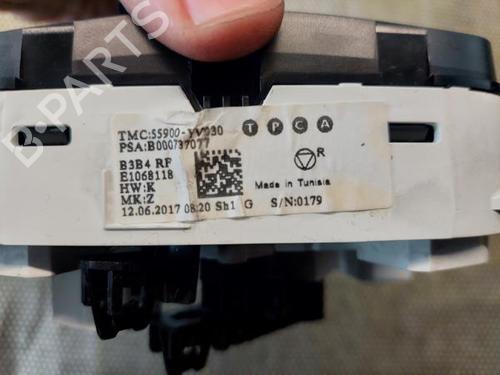 B-PARTS
TMC:55900-YV030
PSA:B000737077
B3B4 RF
E1068118
HW:K
MK:Z
12.06.2017 08:20 Sh1 G S/N:0179
T P C A
R
Made in Tunisia